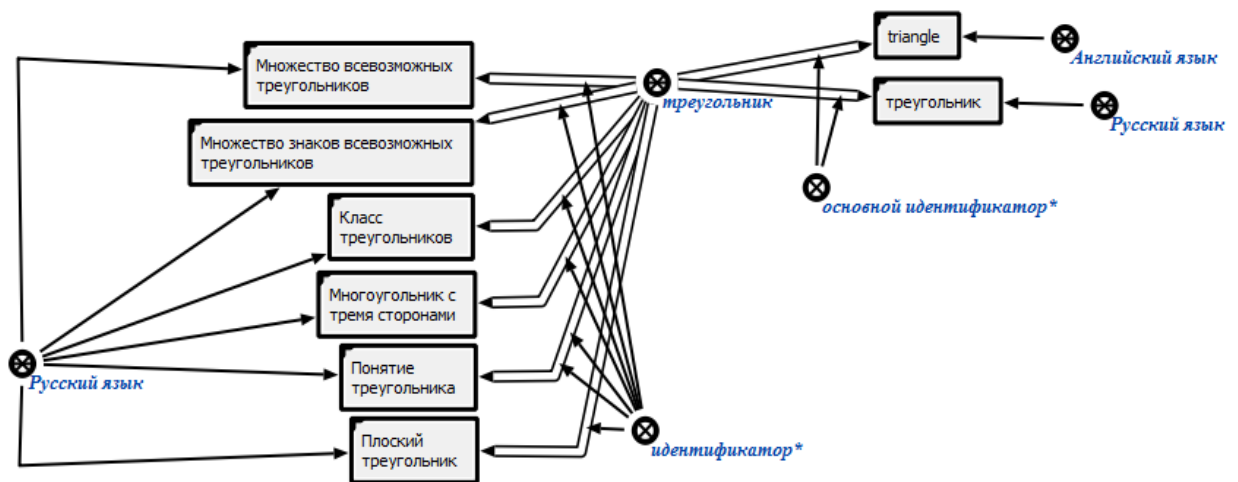 triangle
Английский язык
Множество всевозможных
треугольников
треугольник
треугольник
Русский язык
Множество знаков всевозможных
треугольников
основной идентификатор*
Класс
треугольников
Многоугольник с
тремя сторонами
Понятие
треугольника
Русский язык
Плоский
треугольник
идентификатор*